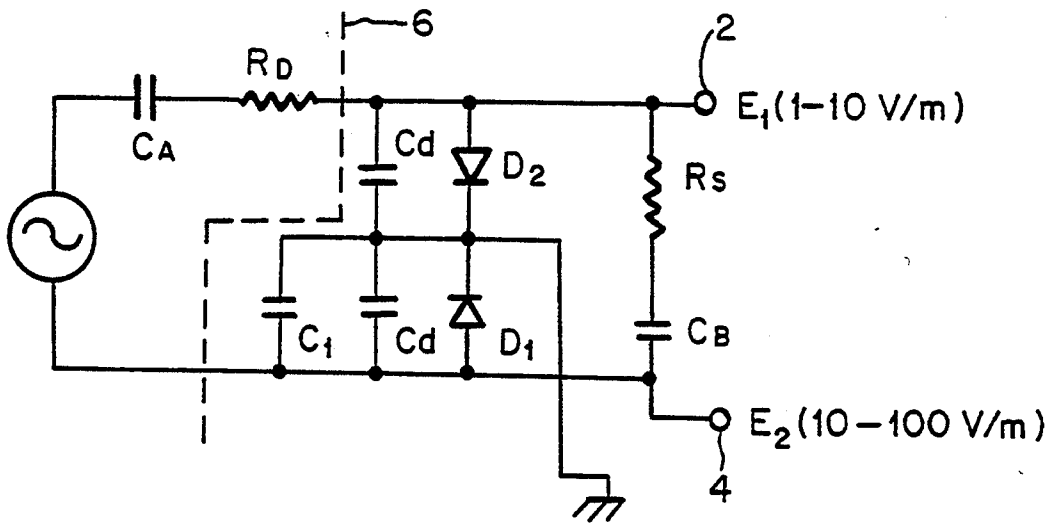 6
2
RD
E1(1-10 V/m)
CA
Cd
D2
RS
C1
Cd
D1
CB
E2(10-100 V/m)
4